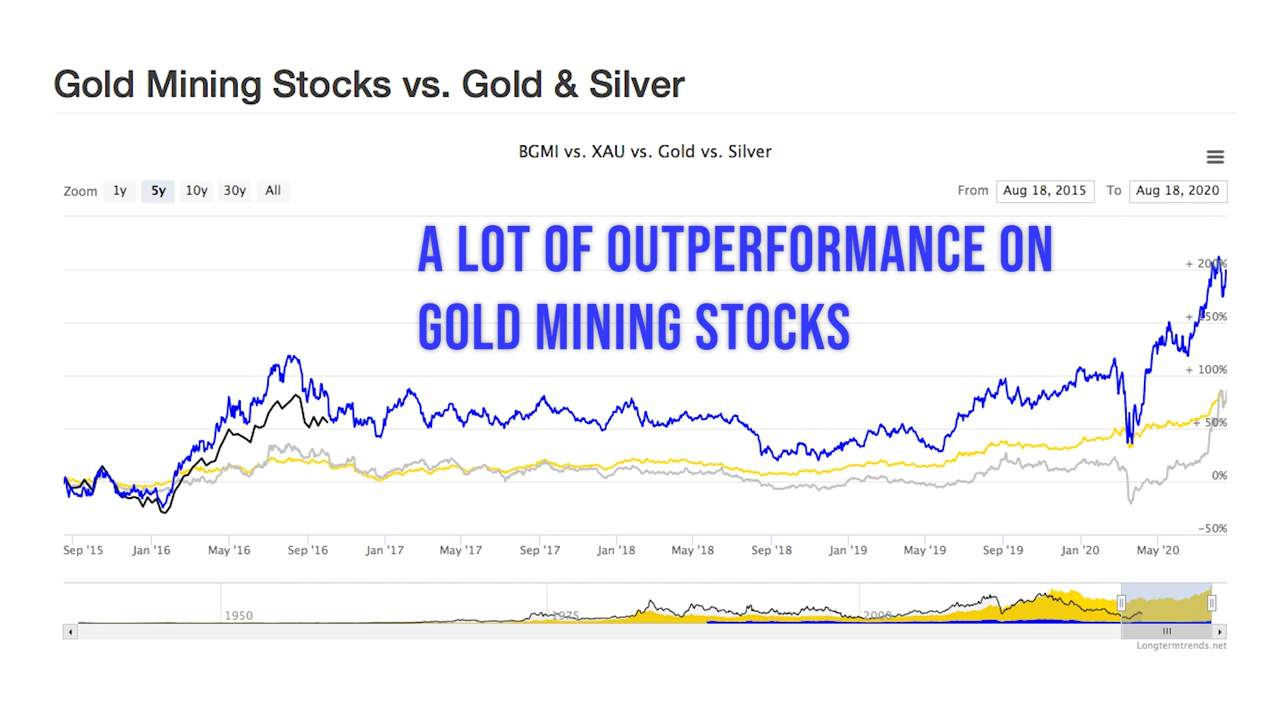 Gold Mining Stocks vs. Gold & Silver
BGMI vs. XAU vs. Gold vs. Silver
Zoom 1y 5y 10y 30y All From Aug 18, 2015 To Aug 18, 2020
A LOT OF OUTPERFORMANCE ON
GOLD MINING STOCKS
+ 200%
+ 150%
+ 100%
+ 50%
0%
-50%
Sep '15 Jan '16 May '16 Sep '16 Jan '17 May '17 Sep '17 Jan '18 May '18 Sep '18 Jan '19 May '19 Sep '19 Jan '20 May '20
1950 1975 2000
Longtermtrends.net